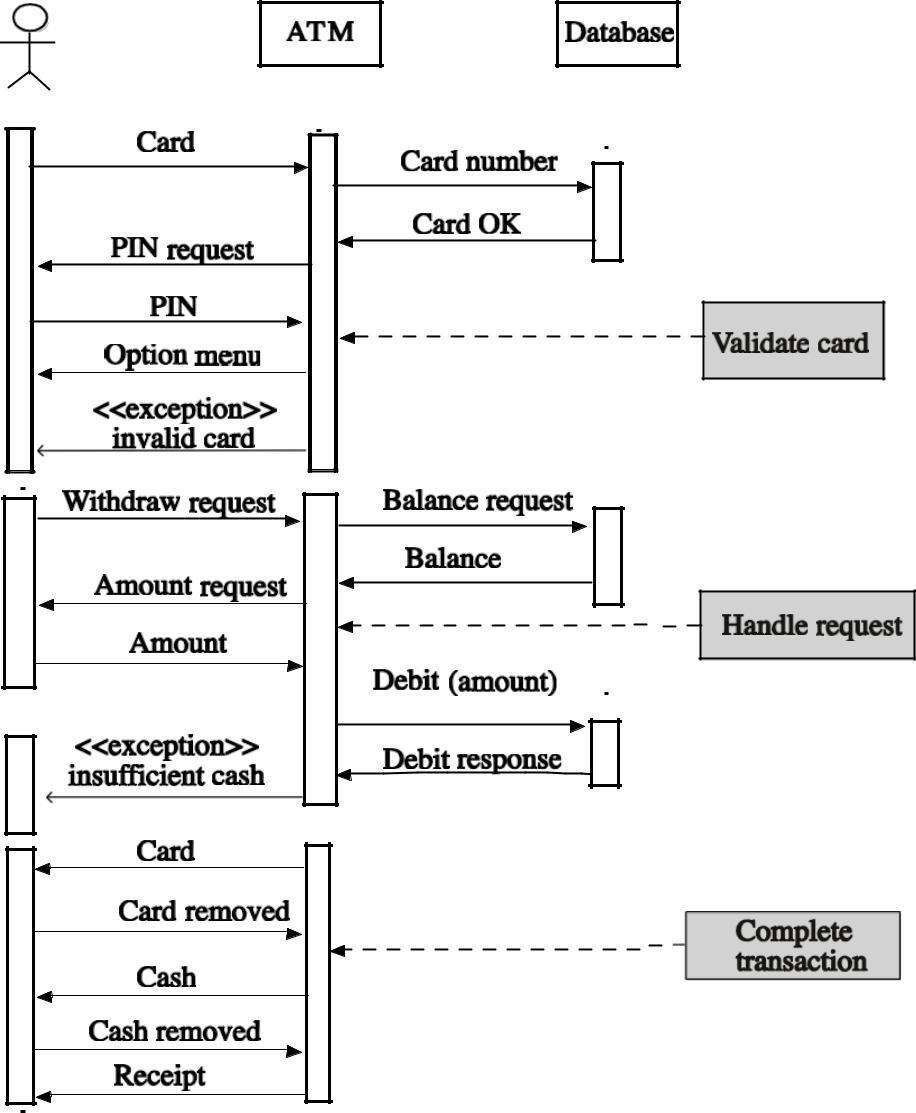 ATM
Database
Card
Card number
Card OK
PIN request
PIN
Validate card
Option menu
<<exception>>
invalid card
Withdraw request
Balance request
Balance
Amount request
Handle request
Amount
Debit (amount)
<<exception>>
insufficient cash
Debit response
Card
Card removed
Complete
transaction
Cash
Cash removed
Receipt